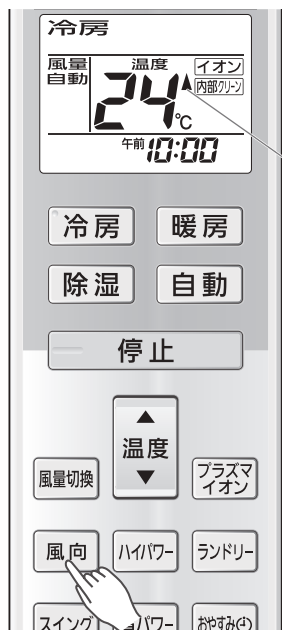 冷房
風量 温度 イオン
自動 24℃ 内部クリーン
午前 10:00
冷房 暖房
除湿 自動
停止
▲
温度
▼
風量切換 プラズマ
イオン
風向 ハイパワー ランドリー
スイング パワー おやすみ